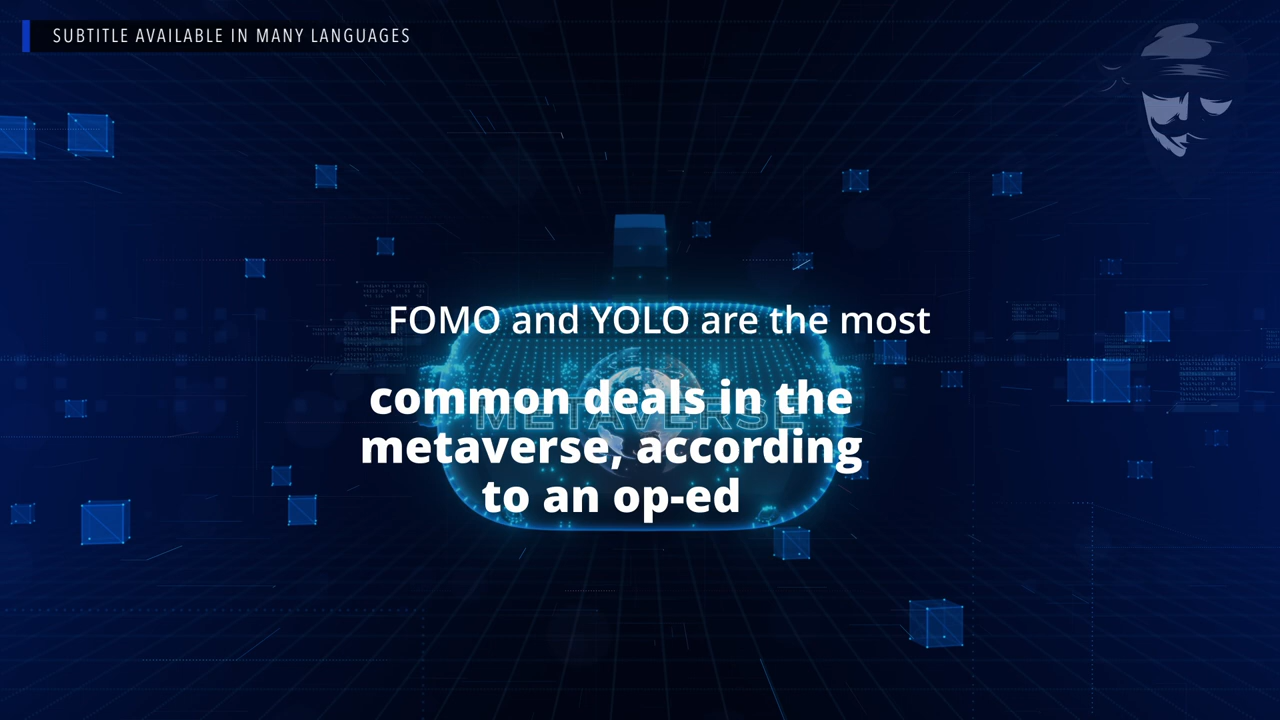 SUBTITLE AVAILABLE IN MANY LANGUAGES
FOMO and YOLO are the most
common deals in the
METAVERSE
metaverse, according
to an op-ed